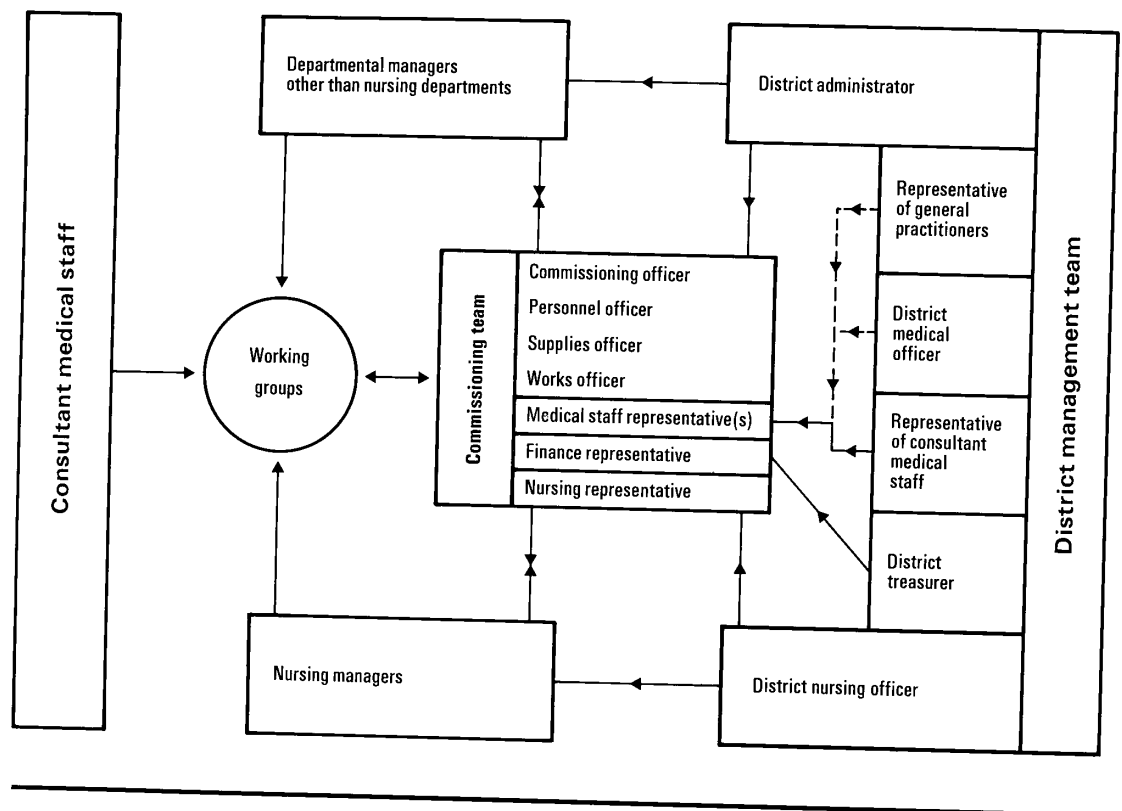 Consultant medical staff
Departmental managers
other than nursing departments
District administrator
Representative
of general
practitioners
District
medical
officer
Representative
of consultant
medical
staff
District
treasurer
District management team
Working
groups
Commissioning team
Commissioning officer
Personnel officer
Supplies officer
Works officer
Medical staff representative(s)
Finance representative
Nursing representative
Nursing managers
District nursing officer